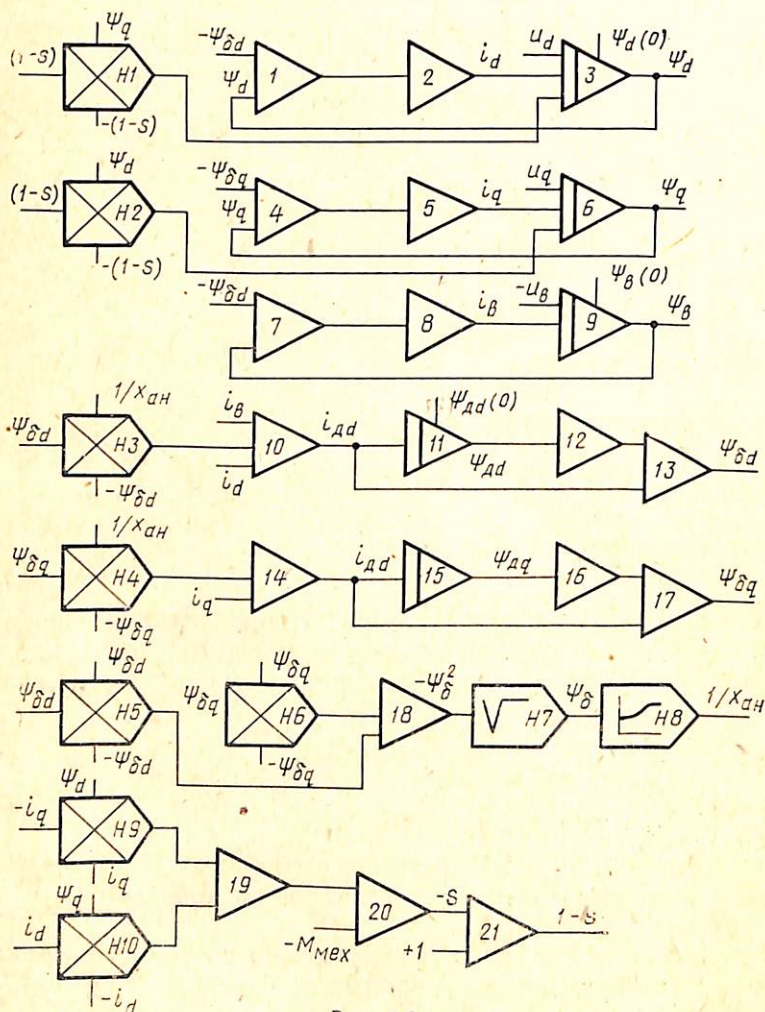 Ψq
(1-S) H1
-(1-S)
-Ψδd
Ψd 1 2 id ud 3 Ψd(0) Ψd
Ψd
(1-S) H2
-(1-S)
-Ψδq
Ψq 4 5 iq uq 6 Ψq
-Ψδd 7 8 iв -uв 9 Ψв(0) Ψв
1/xан
Ψδd H3
-Ψδd
iв
id
10 iдd 11 Ψдd(0)
Ψдd 12 13 Ψδd
1/xан
Ψδq H4
-Ψδq
iq
14 iдd 15 Ψдq 16 17 Ψδq
Ψδd
Ψδd H5
-Ψδd
Ψδq
Ψδq H6
-Ψδq
18 -Ψδ² √ H7 Ψδ H8 1/xан
Ψd
-iq H9
iq
Ψq
id H10
-id
19 20 -S 21 1-S
-Mмех +1